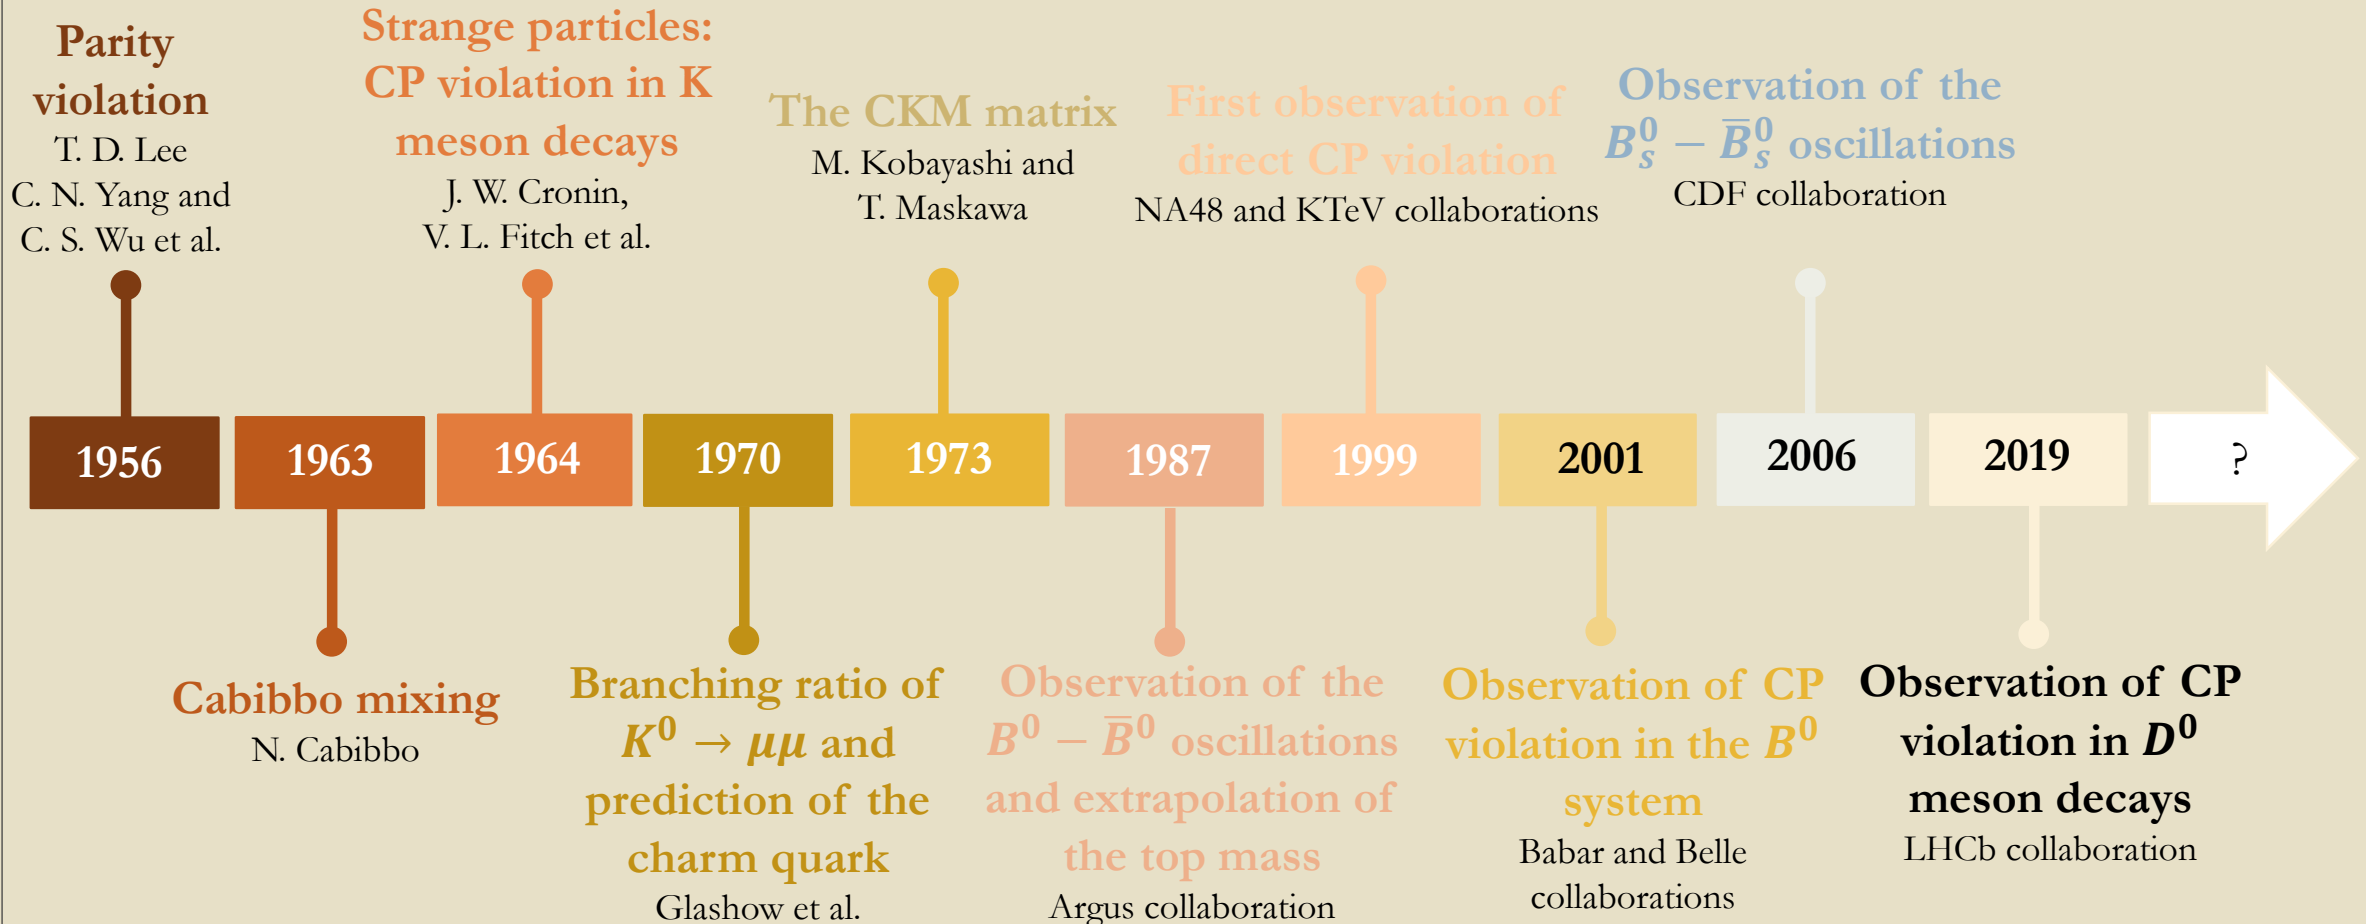 Parity
violation
T. D. Lee
C. N. Yang and
C. S. Wu et al.
Strange particles:
CP violation in K
meson decays
J. W. Cronin,
V. L. Fitch et al.
The CKM matrix
M. Kobayashi and
T. Maskawa
First observation of
direct CP violation
NA48 and KTeV collaborations
Observation of the
B⁰ₛ − B̅⁰ₛ oscillations
CDF collaboration
1956
1963
1964
1970
1973
1987
1999
2001
2006
2019
?
Cabibbo mixing
N. Cabibbo
Branching ratio of
K⁰ → μμ and
prediction of the
charm quark
Glashow et al.
Observation of the
B⁰ − B̅⁰ oscillations
and extrapolation of
the top mass
Argus collaboration
Observation of CP
violation in the B⁰
system
Babar and Belle
collaborations
Observation of CP
violation in D⁰
meson decays
LHCb collaboration